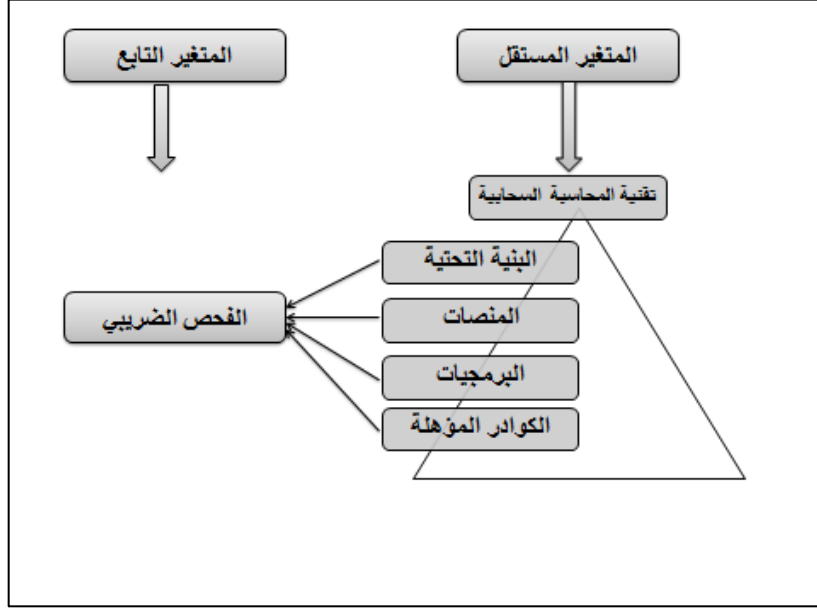 المتغير المستقل
المتغير التابع
تقنية المحاسبة السحابية
البنية التحتية
المنصات
البرمجيات
الكوادر المؤهلة
الفحص الضريبي